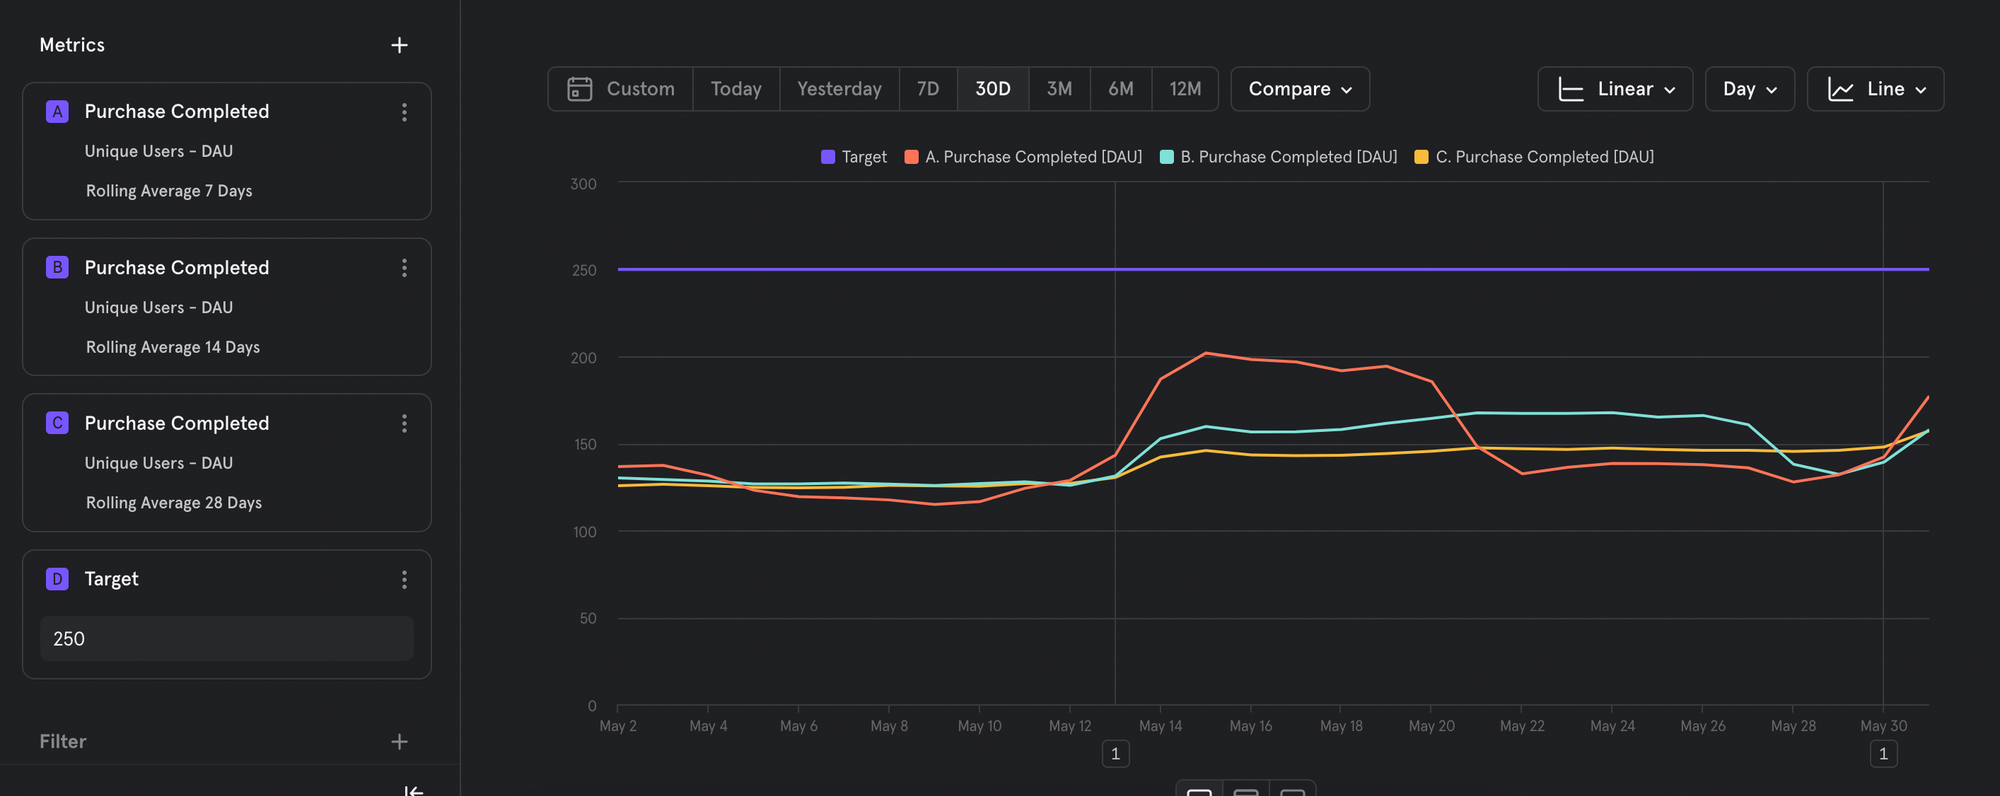 Metrics
A Purchase Completed
Unique Users – DAU
Rolling Average 7 Days
B Purchase Completed
Unique Users – DAU
Rolling Average 14 Days
C Purchase Completed
Unique Users – DAU
Rolling Average 28 Days
D Target
250
Filter
Custom Today Yesterday 7D 30D 3M 6M 12M Compare Linear Day Line
Target A. Purchase Completed [DAU] B. Purchase Completed [DAU] C. Purchase Completed [DAU]
300
250
200
150
100
50
0
May 2 May 4 May 6 May 8 May 10 May 12 May 14 May 16 May 18 May 20 May 22 May 24 May 26 May 28 May 30
1 1